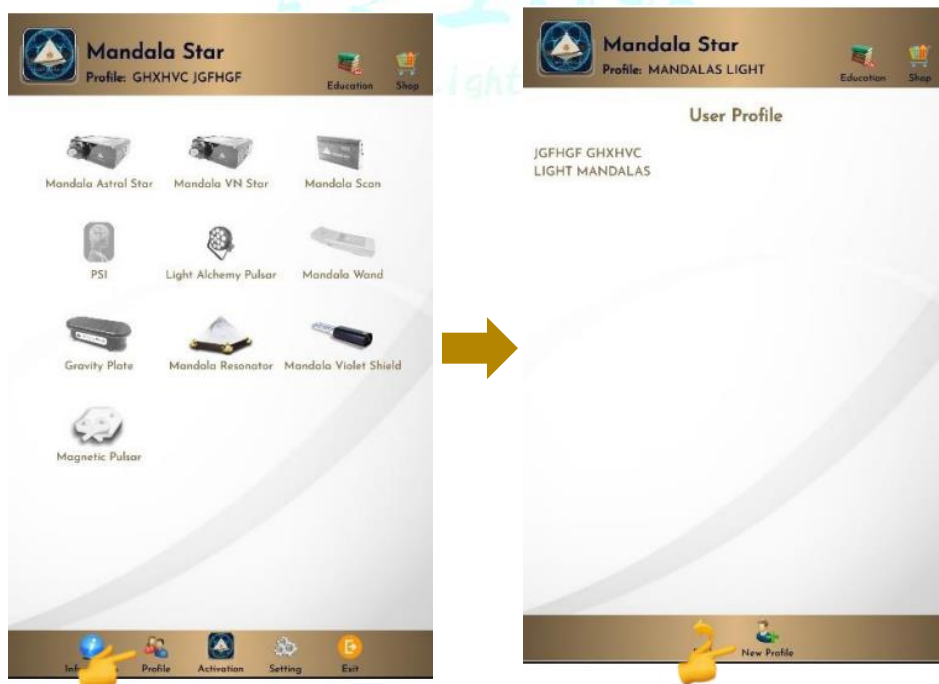 Mandala Star
Profile: GHXHVC JGFHGF
Education
Shop
Mandala Astral Star
Mandala VN Star
Mandala Scan
PSI
Light Alchemy Pulsar
Mandala Wand
Gravity Plate
Mandala Resonator
Mandala Violet Shield
Magnetic Pulsar
Profile
Activation
Setting
Exit
Mandala Star
Profile: MANDALAS LIGHT
Education
Shop
User Profile
JGFHGF GHXHVC
LIGHT MANDALAS
New Profile